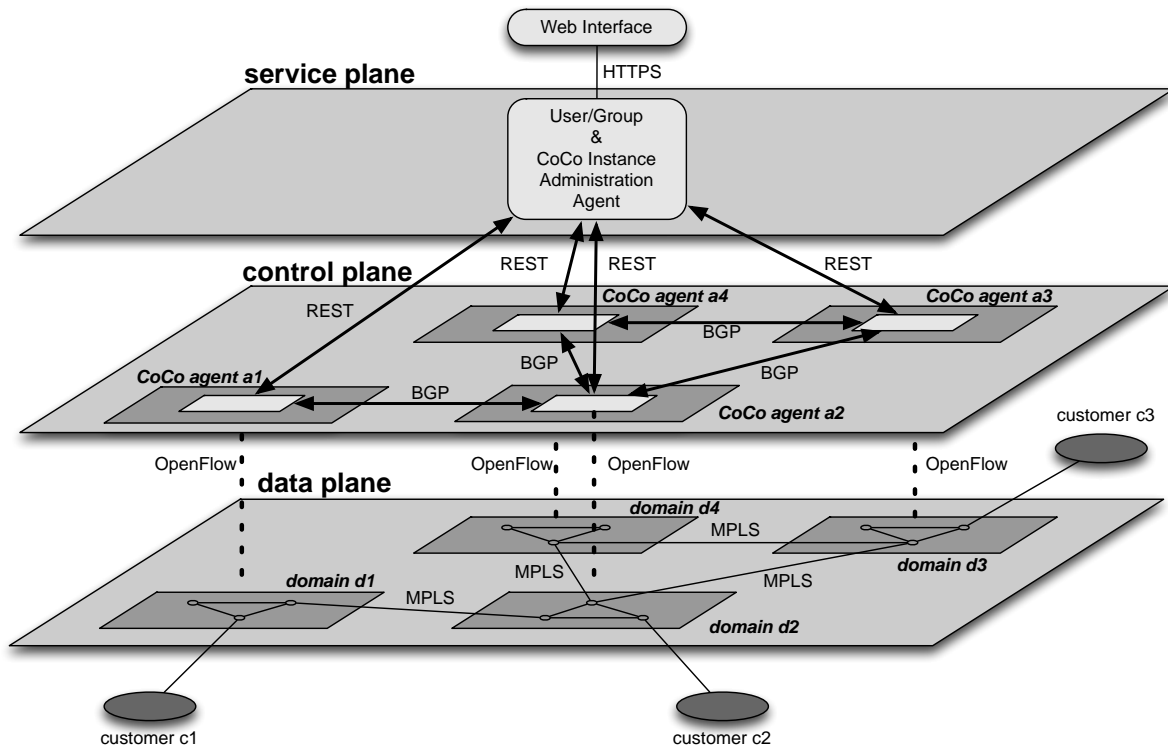 Web Interface
HTTPS
service plane
User/Group
&
CoCo Instance
Administration
Agent
REST
REST
REST
REST
control plane
CoCo agent a4
CoCo agent a3
BGP
BGP
BGP
CoCo agent a1
BGP
CoCo agent a2
customer c3
OpenFlow
OpenFlow
OpenFlow
OpenFlow
data plane
domain d4
MPLS
domain d3
MPLS
MPLS
domain d1
MPLS
domain d2
customer c1
customer c2